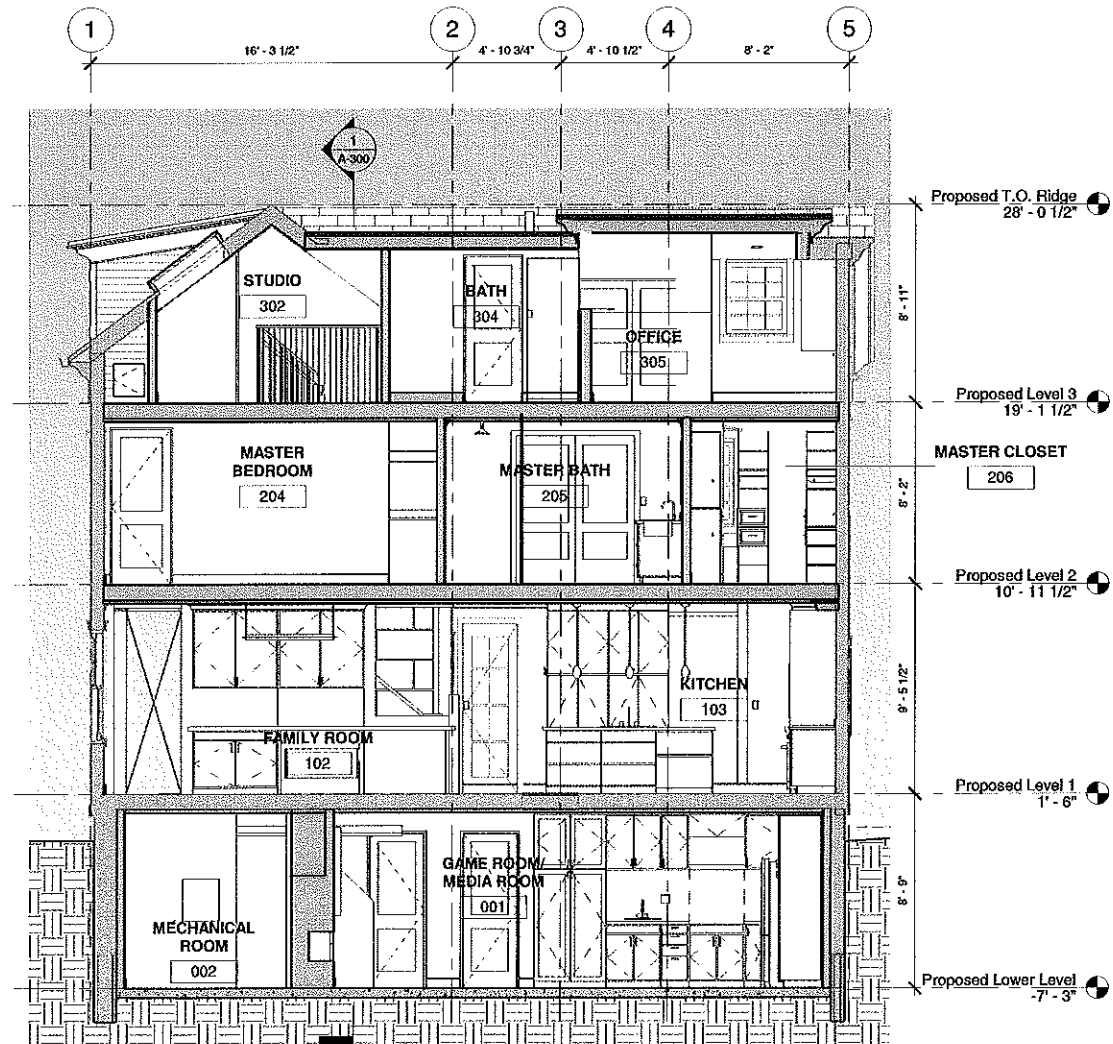 1
2
3
4
5
16' - 3 1/2"
4' - 10 3/4"
4' - 10 1/2"
8' - 2"
1
A-300
Proposed T.O. Ridge
28' - 0 1/2"
STUDIO
302
BATH
304
OFFICE
305
8' - 11"
Proposed Level 3
19' - 1 1/2"
MASTER
BEDROOM
204
MASTER BATH
205
MASTER CLOSET
206
8' - 2"
Proposed Level 2
10' - 11 1/2"
FAMILY ROOM
102
KITCHEN
103
9' - 5 1/2"
Proposed Level 1
1' - 6"
GAME ROOM/
MEDIA ROOM
001
MECHANICAL
ROOM
002
8' - 9"
Proposed Lower Level
-7' - 3"